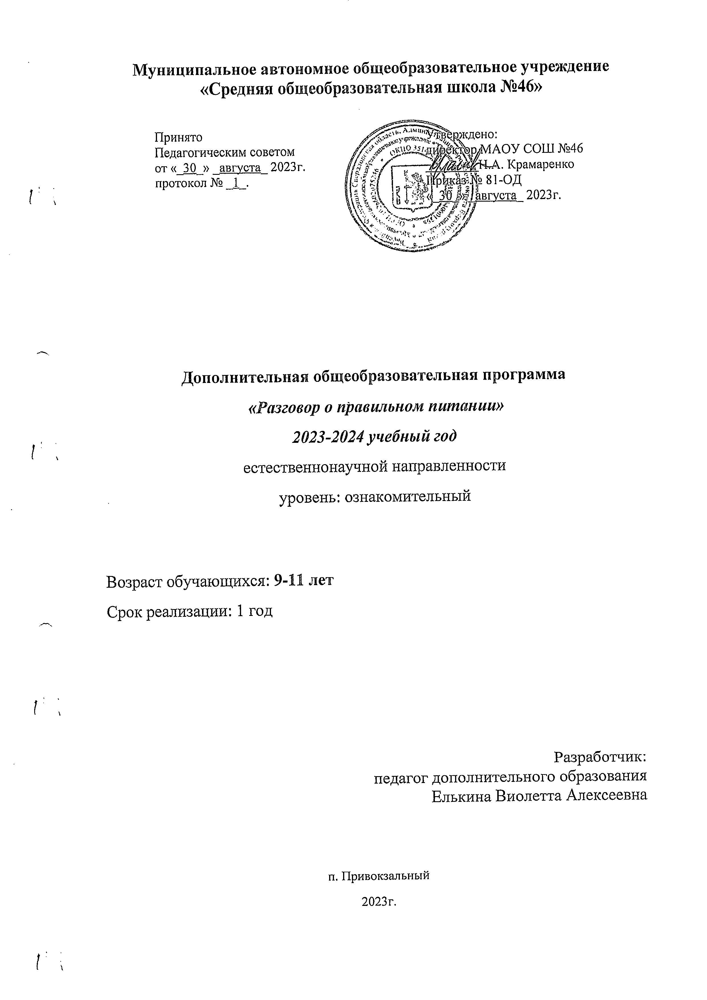 Муниципальное автономное общеобразовательное учреждение
«Средняя общеобразовательная школа №46»
Принято
Педагогическим советом
от «_30_» _августа_ 2023г.
протокол № _1_.
Утверждено:
директор МАОУ СОШ №46
Н.А. Крамаренко
Приказ № 81-ОД
«_30_» _августа_ 2023г.
Дополнительная общеобразовательная программа
«Разговор о правильном питании»
2023-2024 учебный год
естественнонаучной направленности
уровень: ознакомительный
Возраст обучающихся: 9-11 лет
Срок реализации: 1 год
Разработчик:
педагог дополнительного образования
Елькина Виолетта Алексеевна
п. Привокзальный
2023г.